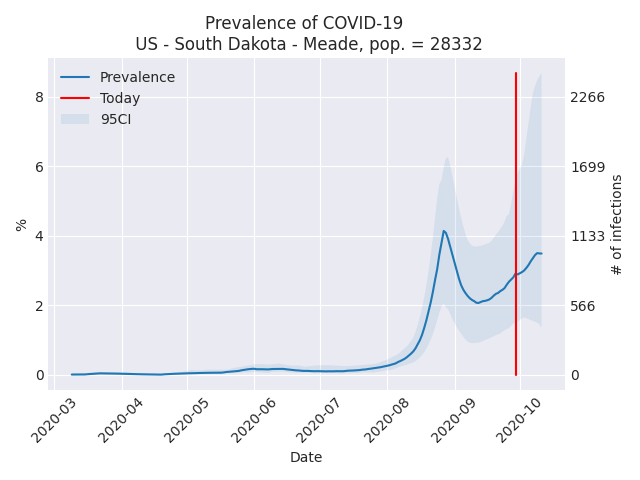 Prevalence of COVID-19
US - South Dakota - Meade, pop. = 28332
Prevalence
Today
95CI
8
6
4
2
0
%
2266
1699
1133
566
0
# of infections
2020-03
2020-04
2020-05
2020-06
2020-07
2020-08
2020-09
2020-10
Date